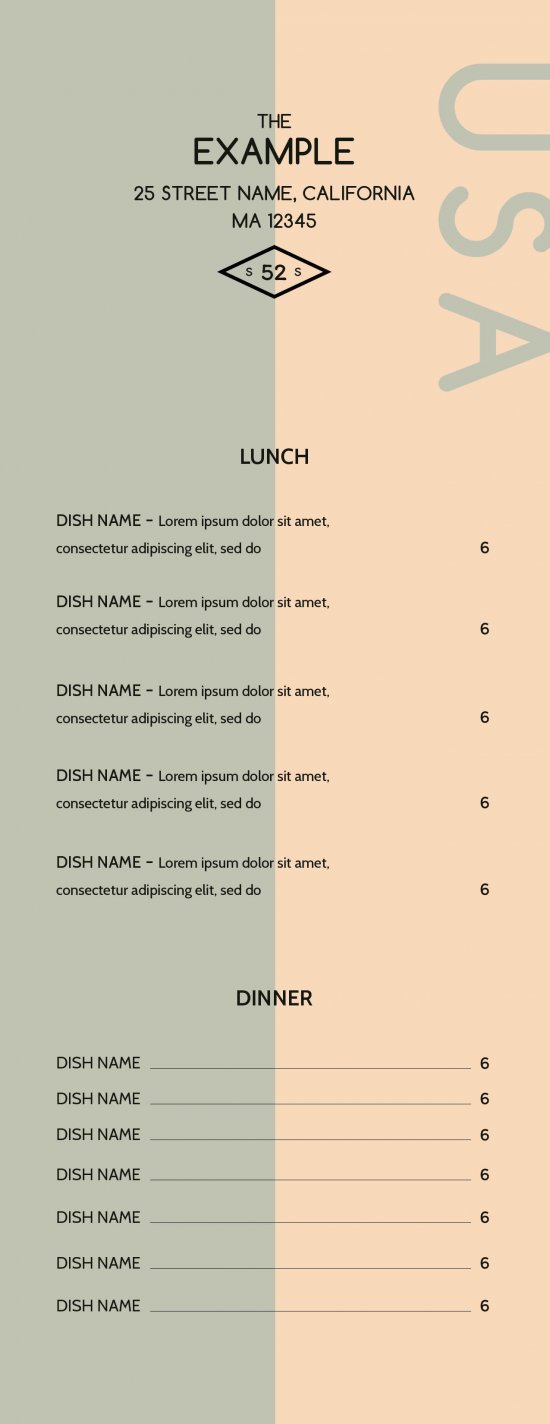 USA
THE
EXAMPLE
25 STREET NAME, CALIFORNIA
MA 12345
S 52 S
LUNCH
DISH NAME - Lorem ipsum dolor sit amet,
consectetur adipiscing elit, sed do 6
DISH NAME - Lorem ipsum dolor sit amet,
consectetur adipiscing elit, sed do 6
DISH NAME - Lorem ipsum dolor sit amet,
consectetur adipiscing elit, sed do 6
DISH NAME - Lorem ipsum dolor sit amet,
consectetur adipiscing elit, sed do 6
DISH NAME - Lorem ipsum dolor sit amet,
consectetur adipiscing elit, sed do 6
DINNER
DISH NAME 6
DISH NAME 6
DISH NAME 6
DISH NAME 6
DISH NAME 6
DISH NAME 6
DISH NAME 6